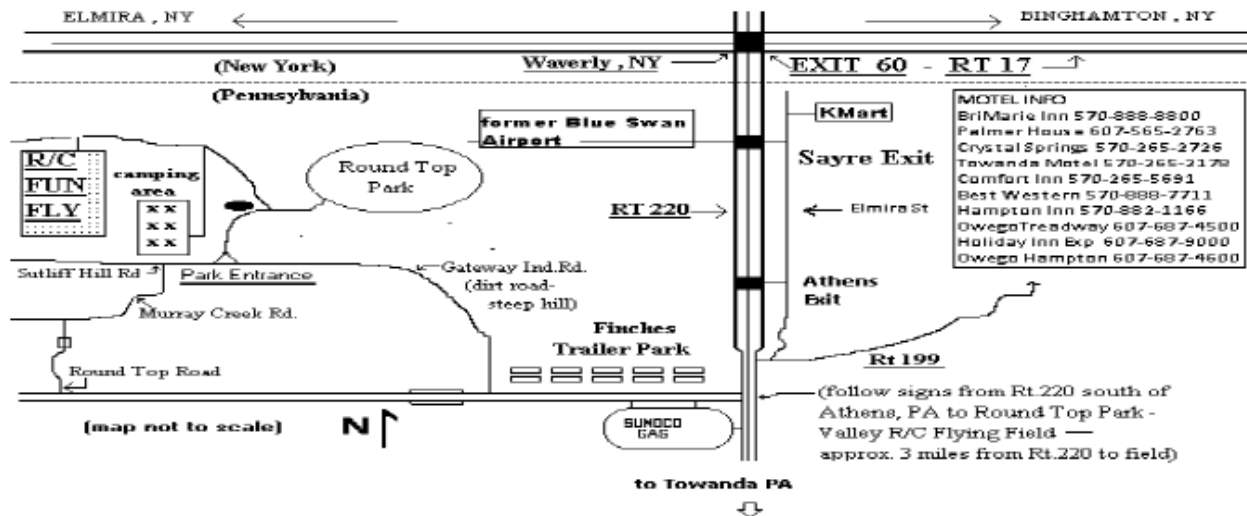 ELMIRA , NY
BINGHAMTON , NY
(New York)
Waverly , NY
EXIT 60 - RT 17
(Pennsylvania)
former Blue Swan
Airport
KMart
MOTEL INFO
BriMarie Inn 570-888-8800
Palmer House 607-565-2763
Crystal Springs 570-265-2726
Towanda Motel 570-265-2178
Comfort Inn 570-265-5691
Best Western 570-888-7711
Hampton Inn 570-882-1166
OwegoTreadway 607-687-4500
Holiday Inn Exp 607-687-9000
Owego Hampton 607-687-4600
R/C
FUN
FLY
camping
area
x x
x x
x x
Round Top
Park
Sayre Exit
RT 220
Elmira St
Sutliff Hill Rd
Park Entrance
Gateway Ind.Rd.
(dirt road-
steep hill)
Athens
Exit
Murray Creek Rd.
Finches
Trailer Park
Rt 199
Round Top Road
(map not to scale)
N
SUNOCO
GAS
(follow signs from Rt.220 south of
Athens, PA to Round Top Park -
Valley R/C Flying Field —
approx. 3 miles from Rt.220 to field)
to Towanda PA